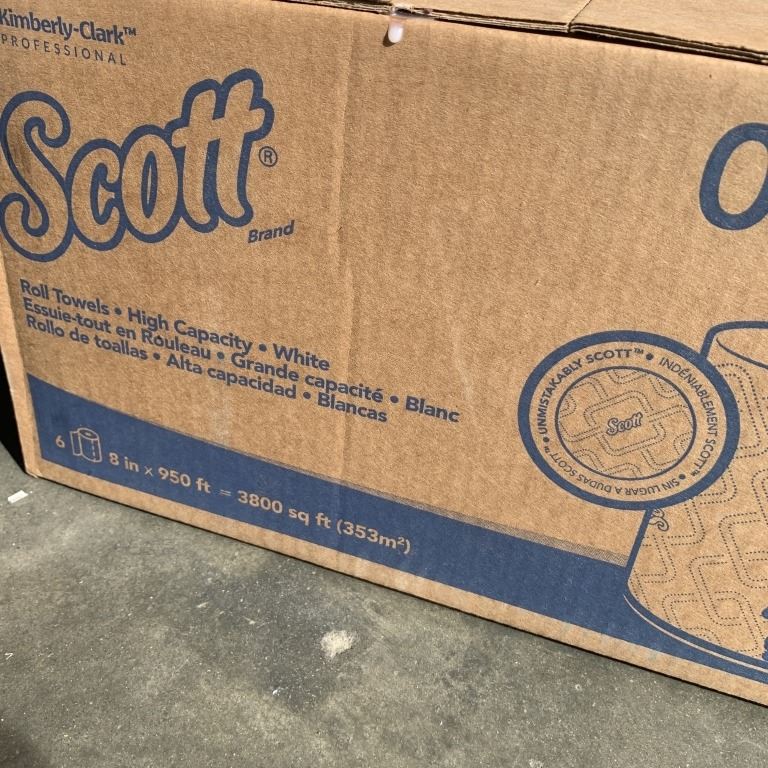 Kimberly-Clark™
PROFESSIONAL
Scott®
Brand
Roll Towels • High Capacity • White
Essuie-tout en Rouleau • Grande capacité • Blanc
Rollo de toallas • Alta capacidad • Blancas
6 8 in x 950 ft = 3800 sq ft (353m²)
• UNMISTAKABLY SCOTT™ • INDÉNIABLEMENT SCOTT™ • SIN LUGAR A DUDAS SCOTT™
Scott